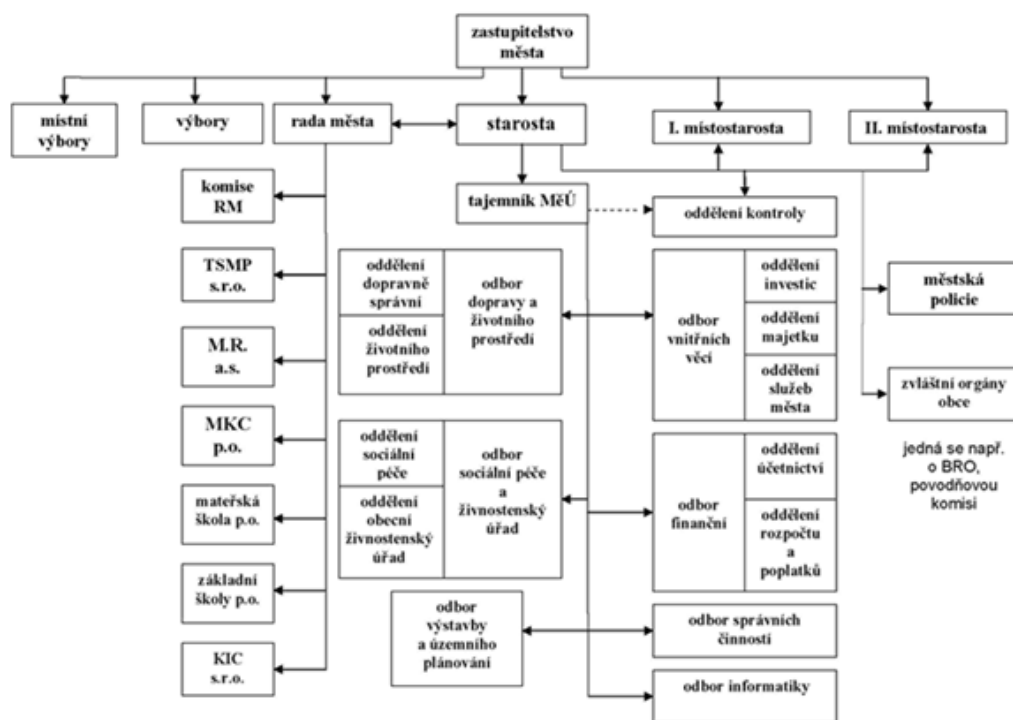 zastupitelstvo
města
místní
výbory
výbory
rada města
starosta
I. místostarosta
II. místostarosta
komise
RM
tajemník MěÚ
oddělení kontroly
TSMP
s.r.o.
oddělení
dopravně
správní
oddělení
životního
prostředí
odbor
dopravy a
životního
prostředí
odbor
vnitřních
věcí
oddělení
investic
oddělení
majetku
oddělení
služeb
města
městská
policie
M.R.
a.s.
zvláštní orgány
obce
jedná se např.
o BRO,
povodňovou
komisi
MKC
p.o.
oddělení
sociální
péče
oddělení obecní
živnostenský
úřad
odbor
sociální péče
a
živnostenský
úřad
odbor
finanční
oddělení
účetnictví
oddělení
rozpočtu
a
poplatků
mateřská
škola p.o.
základní
školy p.o.
odbor
výstavby
a územního
plánování
odbor správních
činností
KIC
s.r.o.
odbor informatiky